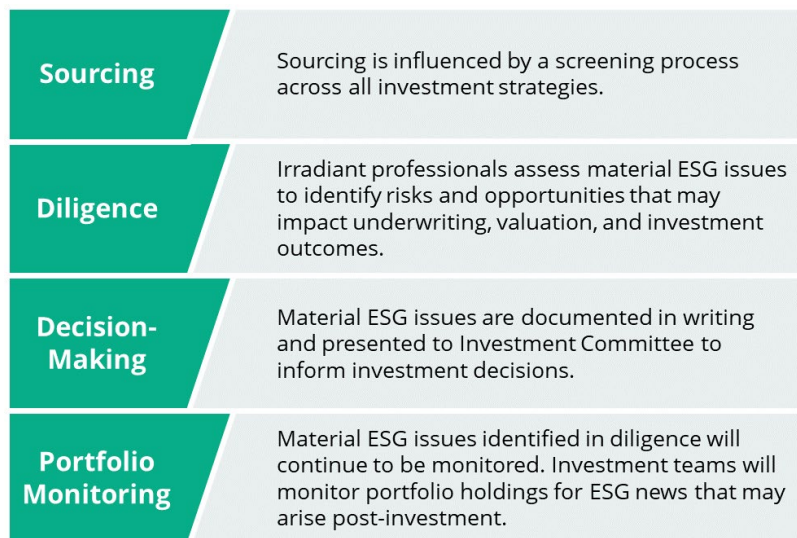 Sourcing
Sourcing is influenced by a screening process
across all investment strategies.
Diligence
Irradiant professionals assess material ESG issues
to identify risks and opportunities that may
impact underwriting, valuation, and investment
outcomes.
Decision-
Making
Material ESG issues are documented in writing
and presented to Investment Committee to
inform investment decisions.
Portfolio
Monitoring
Material ESG issues identified in diligence will
continue to be monitored. Investment teams will
monitor portfolio holdings for ESG news that may
arise post-investment.